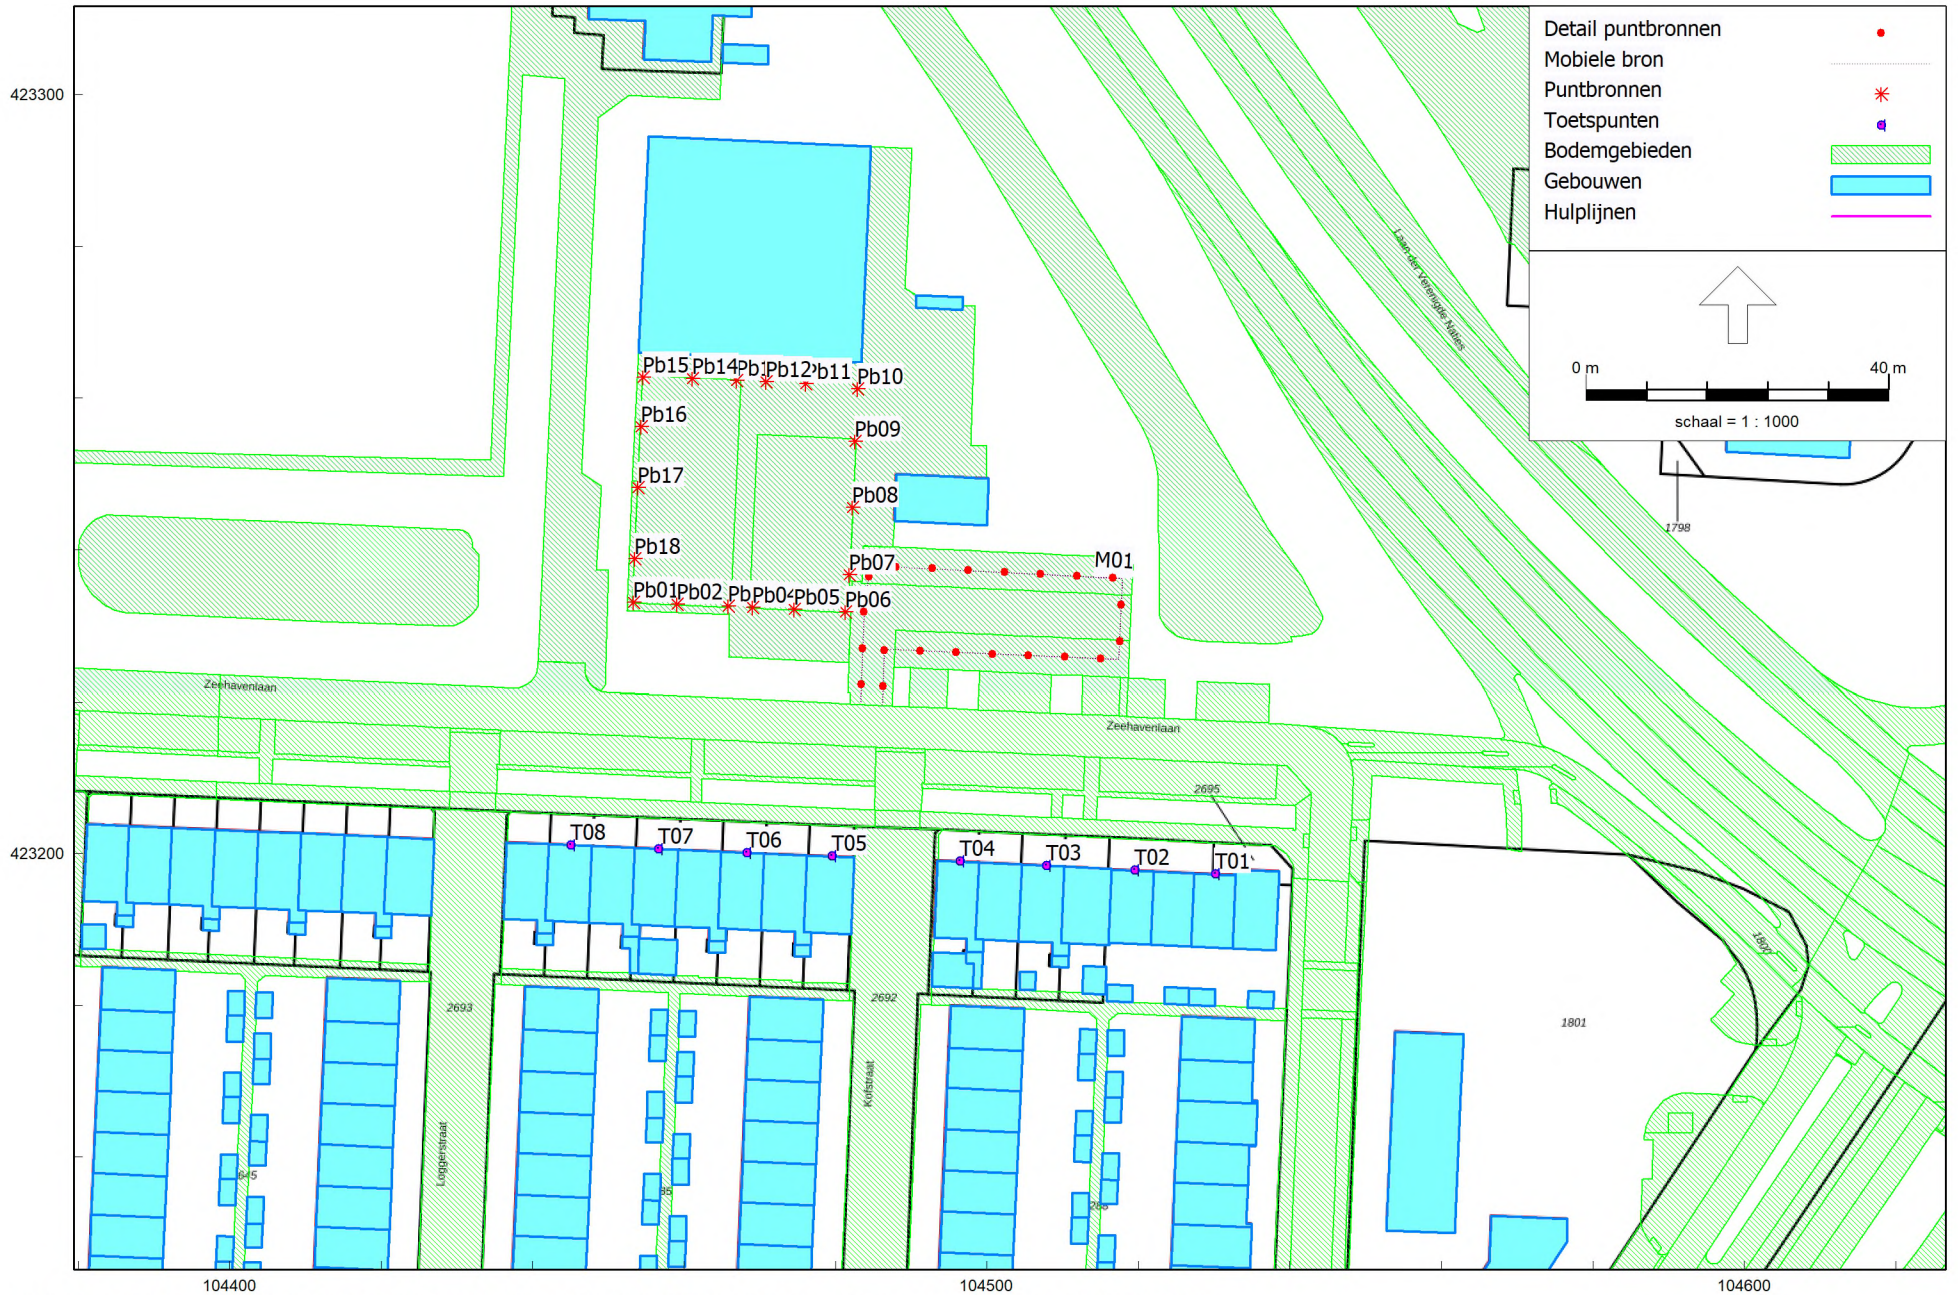 Detail puntbronnen
Mobiele bron
Puntbronnen
Toetspunten
Bodemgebieden
Gebouwen
Hulplijnen
0 m
40 m
schaal = 1 : 1000
423300
423200
104400
104500
104600
Laan der Verenigde Naties
Pb15
Pb14
Pb12
Pb10
Pb16
Pb09
Pb17
Pb08
Pb18
Pb07
M01
Pb01
Pb02
Pb05
Pb06
1798
Zeehavenlaan
Zeehavenlaan
2695
T08
T07
T06
T05
T04
T03
T02
T01
1800
2693
2692
1801
Loggerstraat
Kofstraat